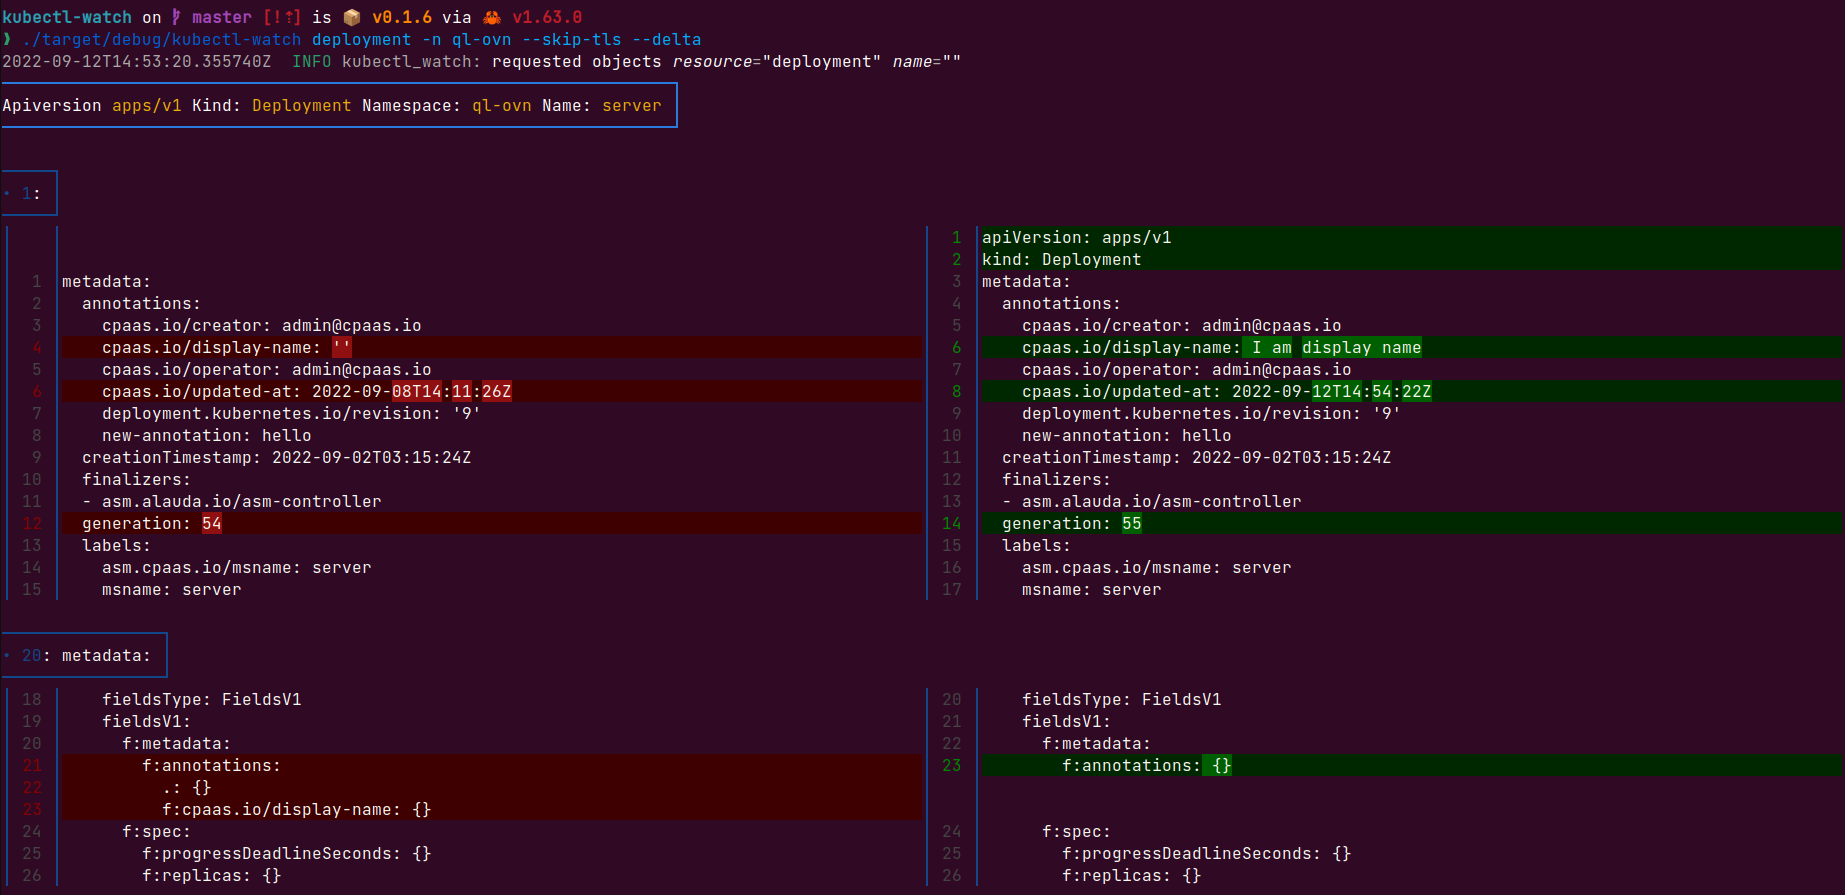 kubectl-watch on master [!⇡] is 📦 v0.1.6 via 🦀 v1.63.0
❱ ./target/debug/kubectl-watch deployment -n ql-ovn --skip-tls --delta
2022-09-12T14:53:20.355740Z  INFO kubectl_watch: requested objects resource="deployment" name=""
Apiversion apps/v1 Kind: Deployment Namespace: ql-ovn Name: server
• 1:
1 apiVersion: apps/v1
2 kind: Deployment
1 metadata: 3 metadata:
2 annotations: 4 annotations:
3 cpaas.io/creator: admin@cpaas.io 5 cpaas.io/creator: admin@cpaas.io
4 cpaas.io/display-name: '' 6 cpaas.io/display-name: I am display name
5 cpaas.io/operator: admin@cpaas.io 7 cpaas.io/operator: admin@cpaas.io
6 cpaas.io/updated-at: 2022-09-08T14:11:26Z 8 cpaas.io/updated-at: 2022-09-12T14:54:22Z
7 deployment.kubernetes.io/revision: '9' 9 deployment.kubernetes.io/revision: '9'
8 new-annotation: hello 10 new-annotation: hello
9 creationTimestamp: 2022-09-02T03:15:24Z 11 creationTimestamp: 2022-09-02T03:15:24Z
10 finalizers: 12 finalizers:
11 - asm.alauda.io/asm-controller 13 - asm.alauda.io/asm-controller
12 generation: 54 14 generation: 55
13 labels: 15 labels:
14 asm.cpaas.io/msname: server 16 asm.cpaas.io/msname: server
15 msname: server 17 msname: server
• 20: metadata:
18 fieldsType: FieldsV1 20 fieldsType: FieldsV1
19 fieldsV1: 21 fieldsV1:
20 f:metadata: 22 f:metadata:
21 f:annotations: 23 f:annotations: {}
22 .: {}
23 f:cpaas.io/display-name: {}
24 f:spec: 24 f:spec:
25 f:progressDeadlineSeconds: {} 25 f:progressDeadlineSeconds: {}
26 f:replicas: {} 26 f:replicas: {}